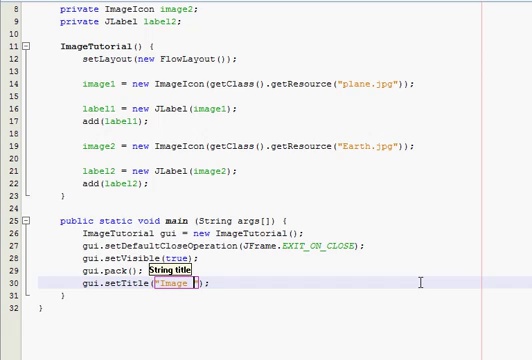 8 private ImageIcon image2;
9 private JLabel label2;
10
11 ImageTutorial() {
12 setLayout(new FlowLayout());
13
14 image1 = new ImageIcon(getClass().getResource("plane.jpg"));
15
16 label1 = new JLabel(image1);
17 add(label1);
18
19 image2 = new ImageIcon(getClass().getResource("Earth.jpg"));
20
21 label2 = new JLabel(image2);
22 add(label2);
23 }
24
25 public static void main (String args[]) {
26 ImageTutorial gui = new ImageTutorial();
27 gui.setDefaultCloseOperation(JFrame.EXIT_ON_CLOSE);
28 gui.setVisible(true);
29 gui.pack(); String title
30 gui.setTitle("Image ");
31 }
32 }